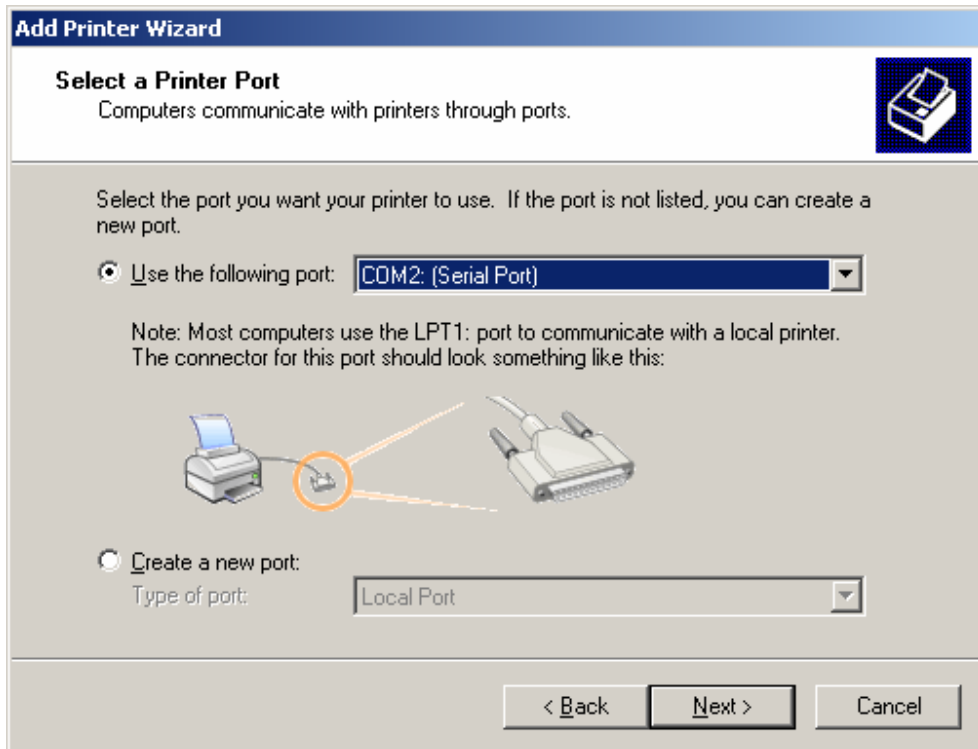 Add Printer Wizard
Select a Printer Port
Computers communicate with printers through ports.
Select the port you want your printer to use.  If the port is not listed, you can create a
new port.
Use the following port: COM2: (Serial Port)
Note: Most computers use the LPT1: port to communicate with a local printer.
The connector for this port should look something like this:
Create a new port:
Type of port: Local Port
< Back Next > Cancel